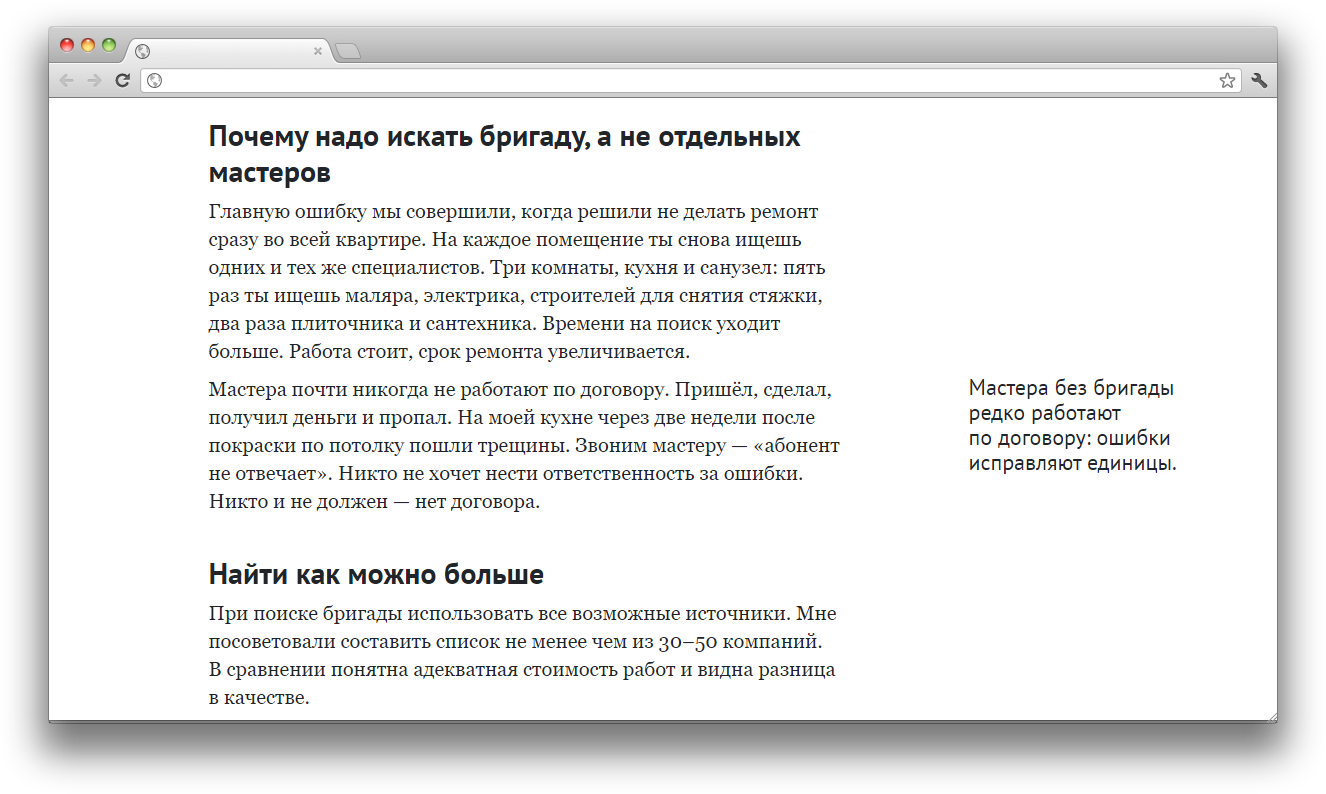 Почему надо искать бригаду, а не отдельных
мастеров
Главную ошибку мы совершили, когда решили не делать ремонт
сразу во всей квартире. На каждое помещение ты снова ищешь
одних и тех же специалистов. Три комнаты, кухня и санузел: пять
раз ты ищешь маляра, электрика, строителей для снятия стяжки,
два раза плиточника и сантехника. Времени на поиск уходит
больше. Работа стоит, срок ремонта увеличивается.
Мастера почти никогда не работают по договору. Пришёл, сделал,
получил деньги и пропал. На моей кухне через две недели после
покраски по потолку пошли трещины. Звоним мастеру — «абонент
не отвечает». Никто не хочет нести ответственность за ошибки.
Никто и не должен — нет договора.
Мастера без бригады
редко работают
по договору: ошибки
исправляют единицы.
Найти как можно больше
При поиске бригады использовать все возможные источники. Мне
посоветовали составить список не менее чем из 30–50 компаний.
В сравнении понятна адекватная стоимость работ и видна разница
в качестве.